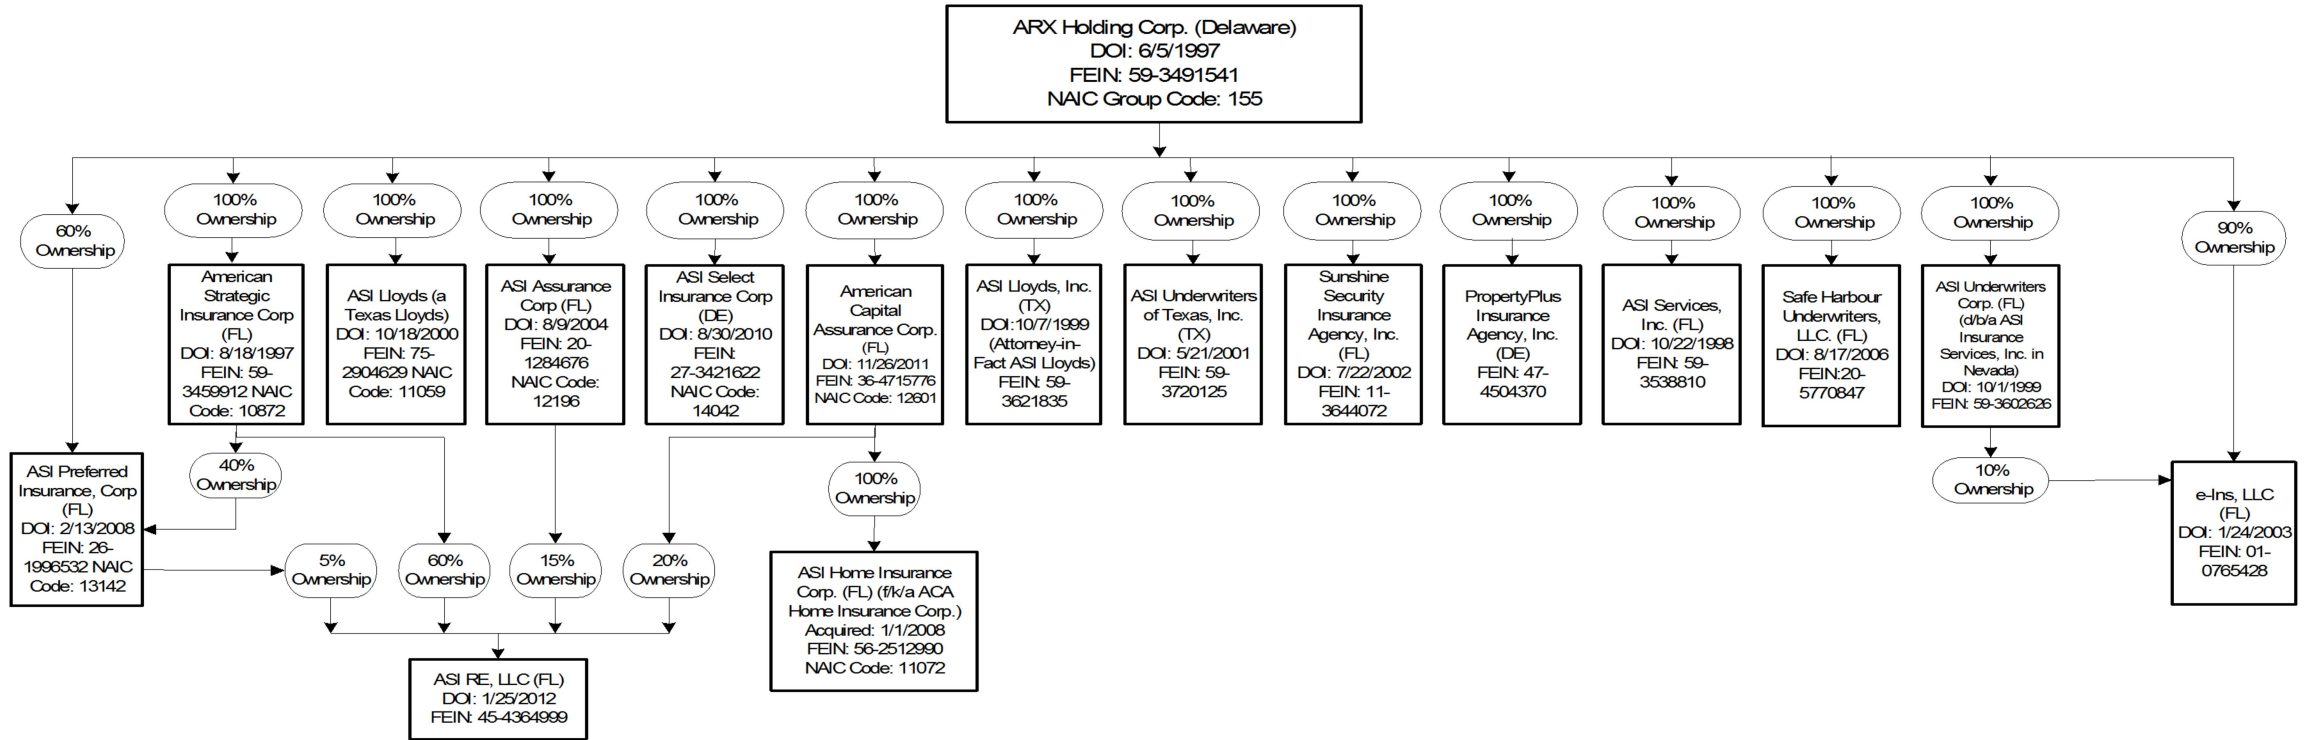 ARX Holding Corp. (Delaware)
DOI: 6/5/1997
FEIN: 59-3491541
NAIC Group Code: 155
60%
Ownership
100%
Ownership
100%
Ownership
100%
Ownership
100%
Ownership
100%
Ownership
100%
Ownership
100%
Ownership
100%
Ownership
100%
Ownership
100%
Ownership
100%
Ownership
100%
Ownership
90%
Ownership
American
Strategic
Insurance Corp
(FL)
DOI: 8/18/1997
FEIN: 59-
3459912 NAIC
Code: 10872
ASI Lloyds (a
Texas Lloyds)
DOI: 10/18/2000
FEIN: 75-
2904629 NAIC
Code: 11059
ASI Assurance
Corp (FL)
DOI: 8/9/2004
FEIN: 20-
1284676
NAIC Code:
12196
ASI Select
Insurance Corp
(DE)
DOI: 8/30/2010
FEIN:
27-3421622
NAIC Code:
14042
American
Capital
Assurance Corp.
(FL)
DOI: 11/26/2011
FEIN: 36-4715776
NAIC Code: 12601
ASI Lloyds, Inc.
(TX)
DOI:10/7/1999
(Attorney-in-
Fact ASI Lloyds)
FEIN: 59-
3621835
ASI Underwriters
of Texas, Inc.
(TX)
DOI: 5/21/2001
FEIN: 59-
3720125
Sunshine
Security
Insurance
Agency, Inc.
(FL)
DOI: 7/22/2002
FEIN: 11-
3644072
PropertyPlus
Insurance
Agency, Inc.
(DE)
FEIN: 47-
4504370
ASI Services,
Inc. (FL)
DOI: 10/22/1998
FEIN: 59-
3538810
Safe Harbour
Underwriters,
LLC. (FL)
DOI: 8/17/2006
FEIN:20-
5770847
ASI Underwriters
Corp. (FL)
(d/b/a ASI
Insurance
Services, Inc. in
Nevada)
DOI: 10/1/1999
FEIN: 59-3602626
ASI Preferred
Insurance, Corp
(FL)
DOI: 2/13/2008
FEIN: 26-
1996532 NAIC
Code: 13142
40%
Ownership
100%
Ownership
10%
Ownership
e-Ins, LLC
(FL)
DOI: 1/24/2003
FEIN: 01-
0765428
5%
Ownership
60%
Ownership
15%
Ownership
20%
Ownership
ASI Home Insurance
Corp. (FL) (f/k/a ACA
Home Insurance Corp.)
Acquired: 1/1/2008
FEIN: 56-2512990
NAIC Code: 11072
ASI RE, LLC (FL)
DOI: 1/25/2012
FEIN: 45-4364999